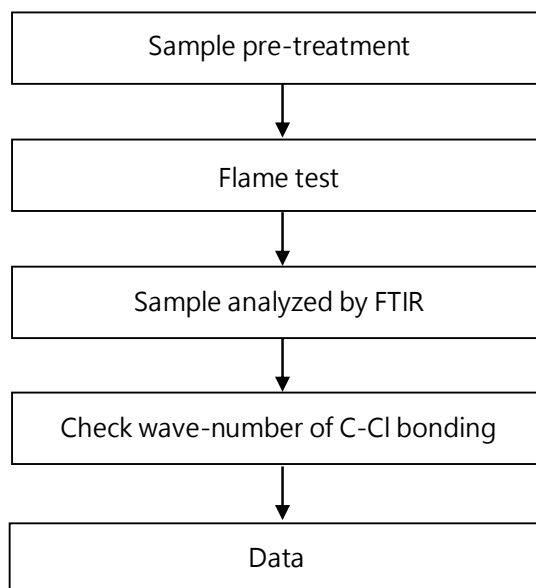 Sample pre-treatment
Flame test
Sample analyzed by FTIR
Check wave-number of C-Cl bonding
Data